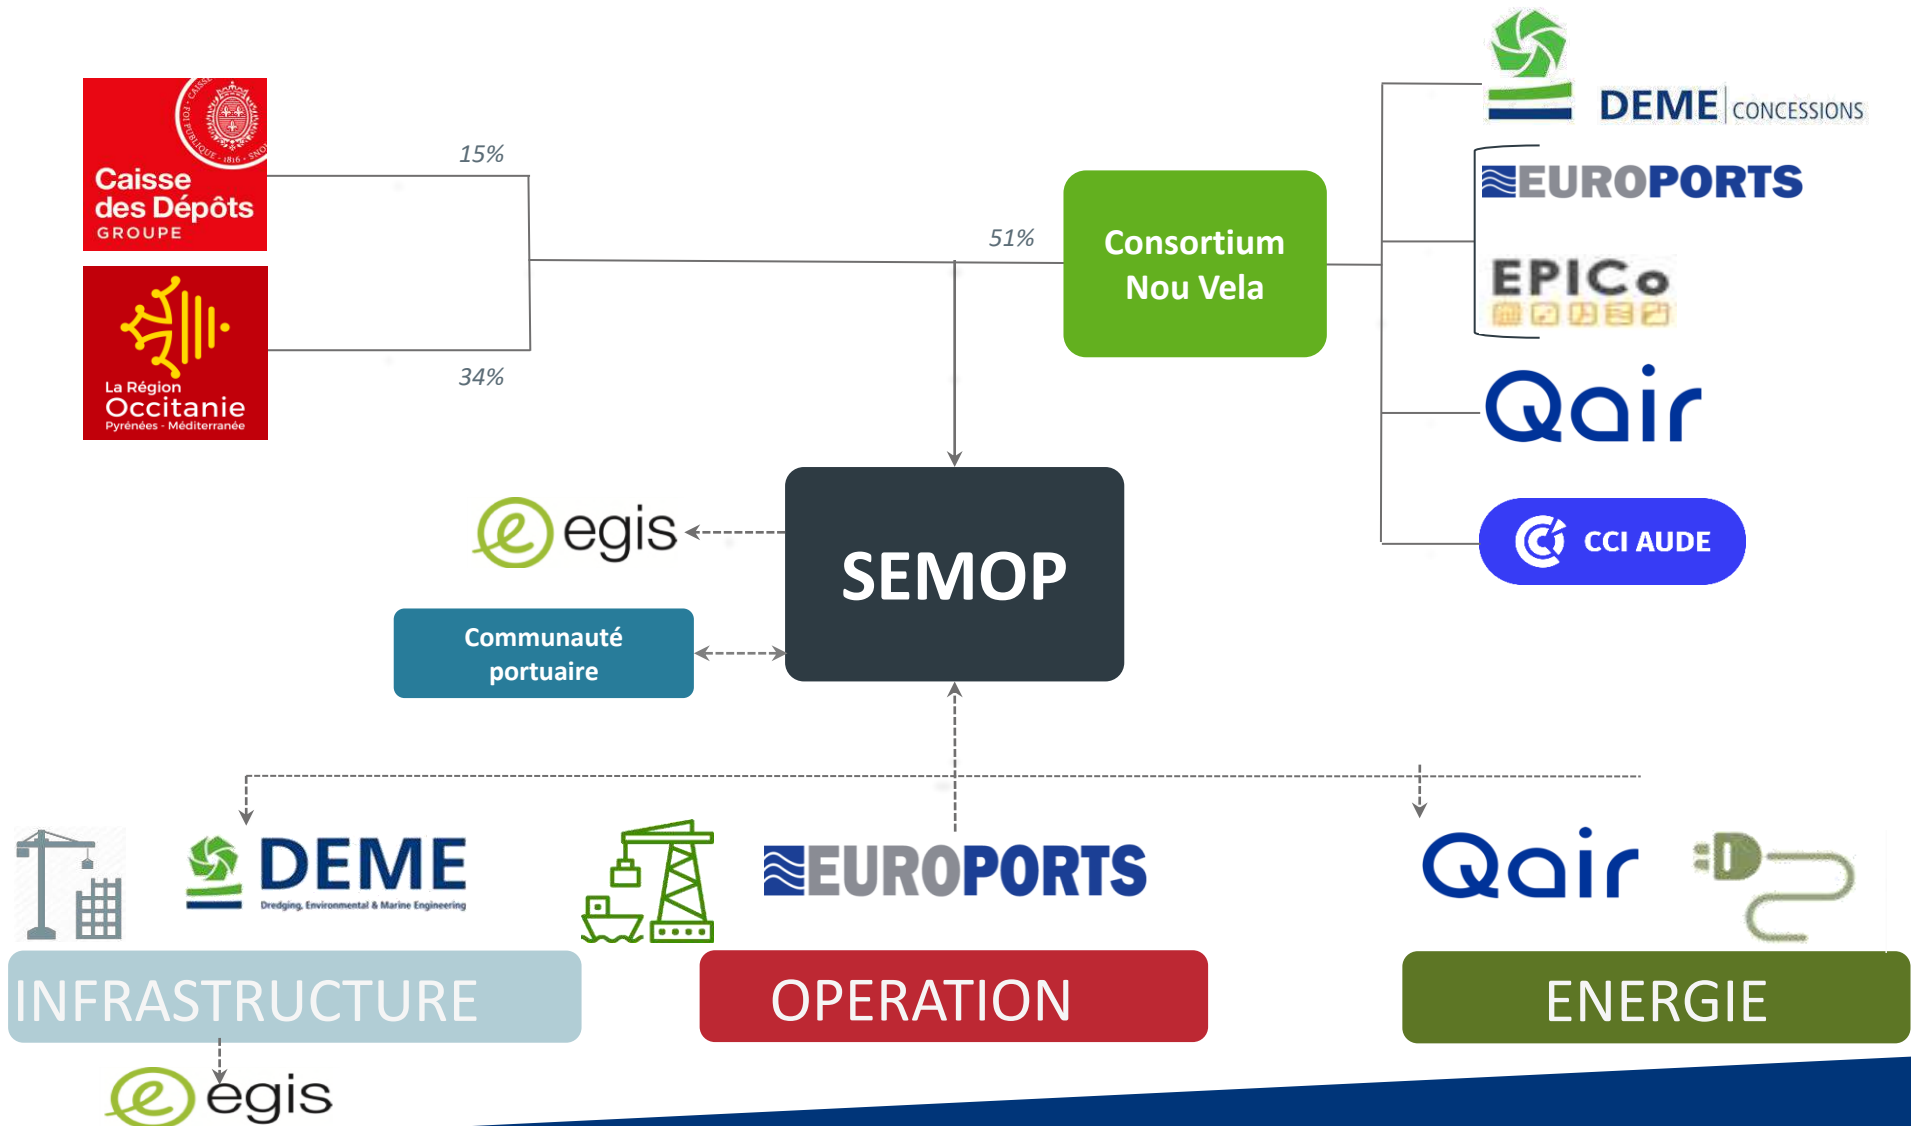 DEME CONCESSIONS
Caisse
des Dépôts
GROUPE
15%
EUROPORTS
51%
Consortium
Nou Vela
EPICo
La Région
Occitanie
Pyrénées - Méditerranée
34%
Qair
egis
SEMOP
CCI AUDE
Communauté
portuaire
DEME
Dredging, Environmental & Marine Engineering
EUROPORTS
Qair
INFRASTRUCTURE
OPERATION
ENERGIE
egis